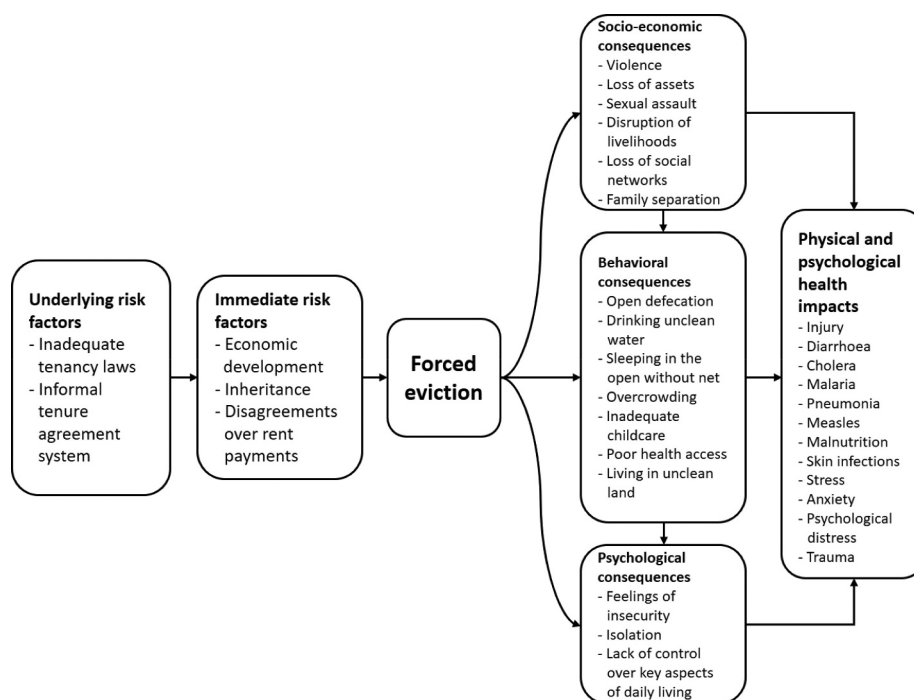 Underlying risk
factors
- Inadequate
tenancy laws
- Informal
tenure
agreement
system
Immediate risk
factors
- Economic
development
- Inheritance
- Disagreements
over rent
payments
Forced
eviction
Socio-economic
consequences
- Violence
- Loss of assets
- Sexual assault
- Disruption of
livelihoods
- Loss of social
networks
- Family separation
Behavioral
consequences
- Open defecation
- Drinking unclean
water
- Sleeping in the
open without net
- Overcrowding
- Inadequate
childcare
- Poor health access
- Living in unclean
land
Psychological
consequences
- Feelings of
insecurity
- Isolation
- Lack of control
over key aspects
of daily living
Physical and
psychological
health
impacts
- Injury
- Diarrhoea
- Cholera
- Malaria
- Pneumonia
- Measles
- Malnutrition
- Skin infections
- Stress
- Anxiety
- Psychological
distress
- Trauma